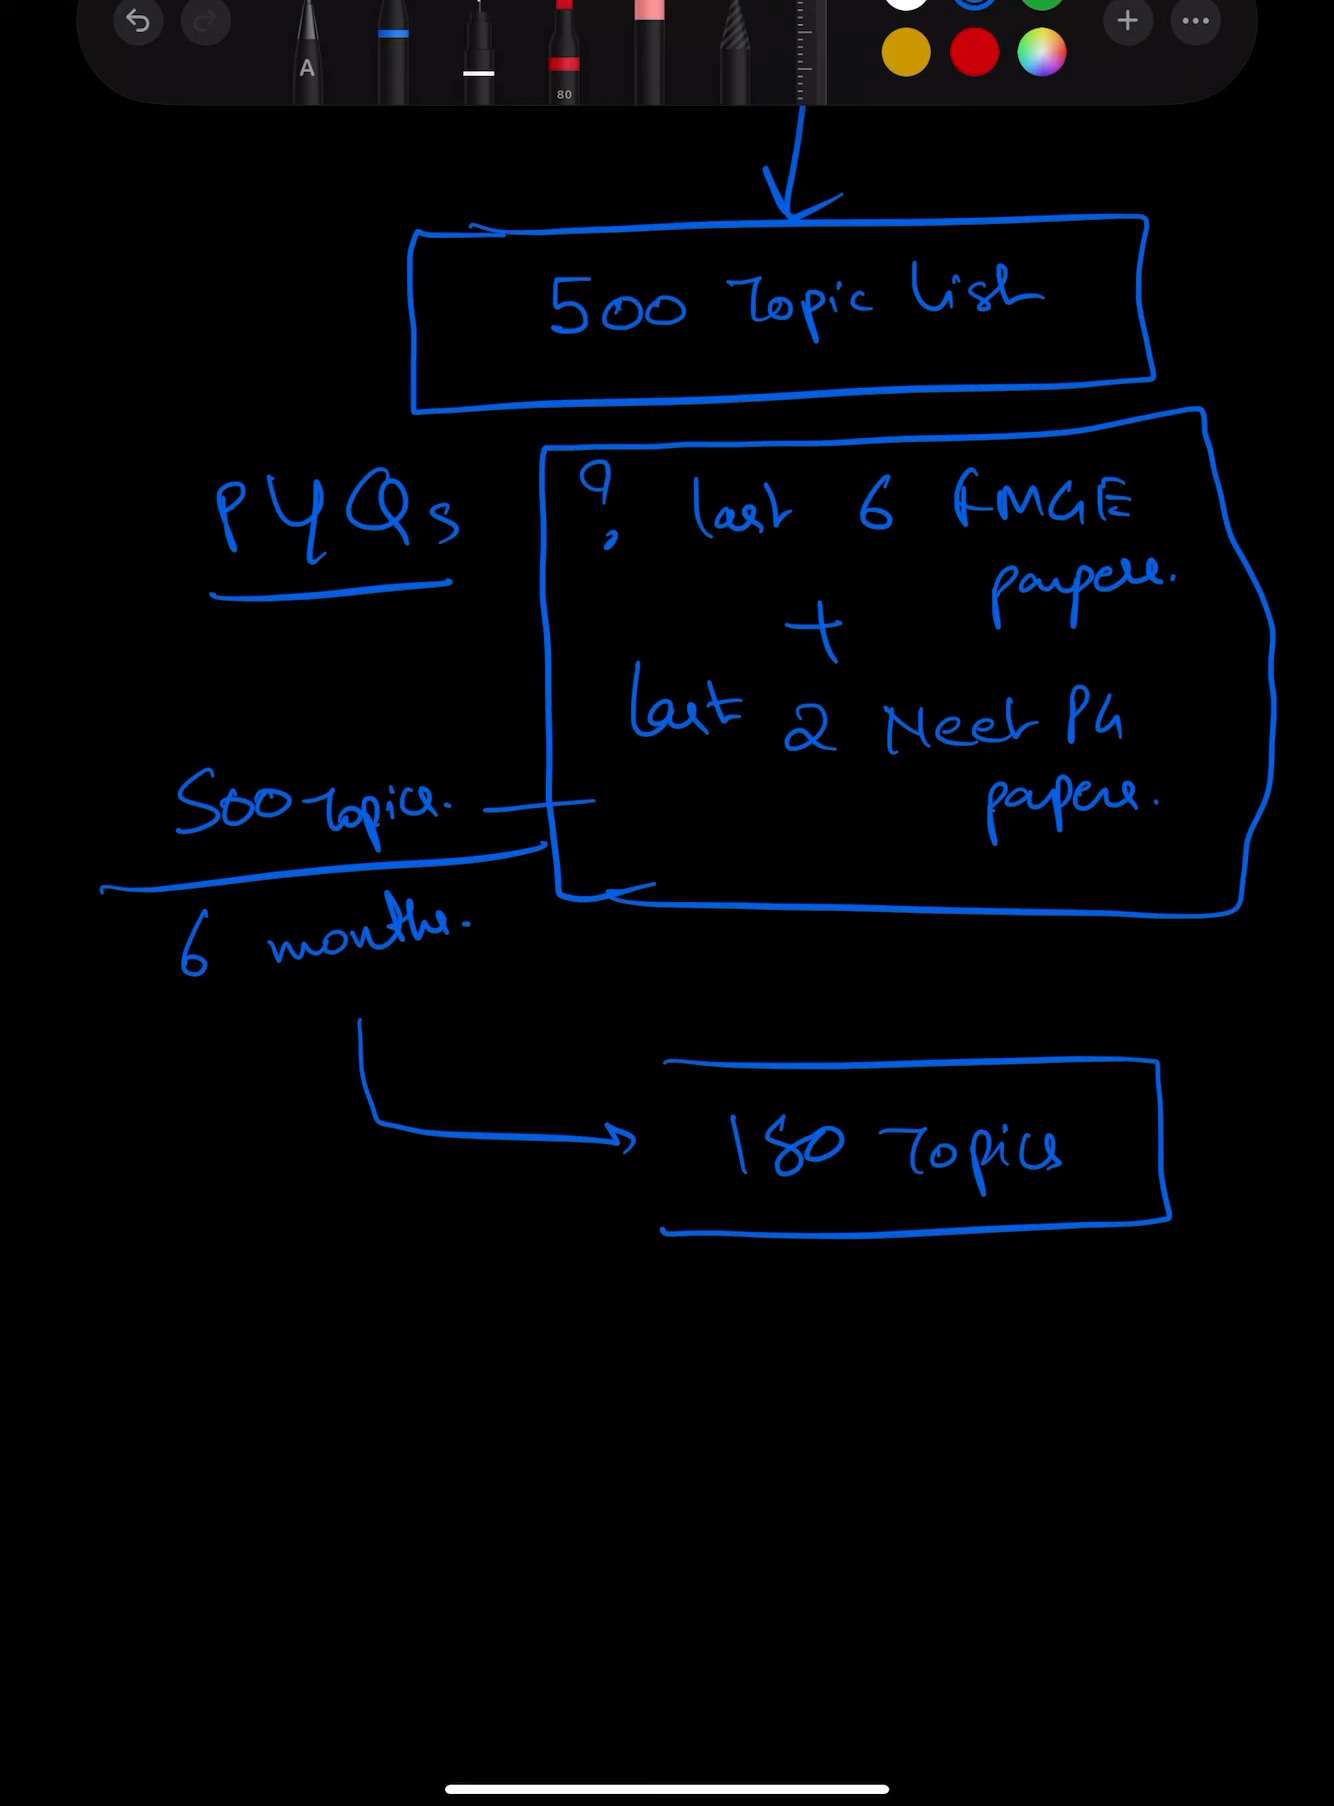 A
80
500 Topic List
PYQs
: last 6 FMGE
papers.
+
last 2 Neet PG
papers.
500 Topics.
6 months.
180 Topics